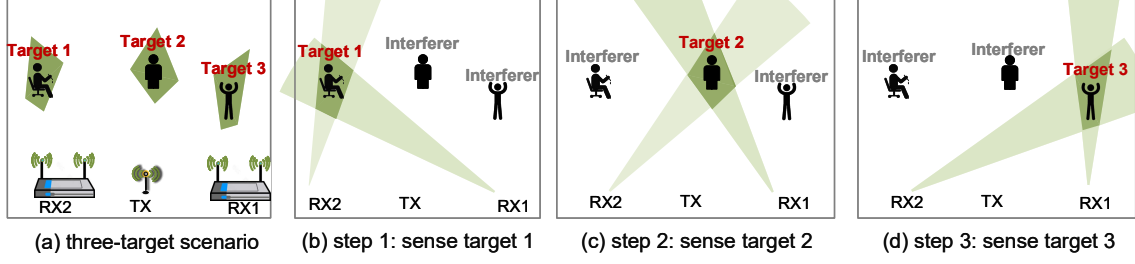 Target 1
Target 2
Target 3
RX2
TX
RX1
(a) three-target scenario
Target 1
Interferer
Interferer
RX2
TX
RX1
(b) step 1: sense target 1
Interferer
Target 2
Interferer
RX2
TX
RX1
(c) step 2: sense target 2
Interferer
Interferer
Target 3
RX2
TX
RX1
(d) step 3: sense target 3